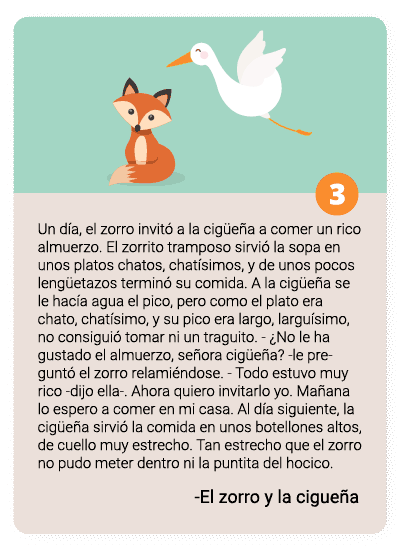 3
Un día, el zorro invitó a la cigüeña a comer un rico
almuerzo. El zorrito tramposo sirvió la sopa en
unos platos chatos, chatísimos, y de unos pocos
lengüetazos terminó su comida. A la cigüeña se
le hacía agua el pico, pero como el plato era
chato, chatísimo, y su pico era largo, larguísimo,
no consiguió tomar ni un traguito. - ¿No le ha
gustado el almuerzo, señora cigüeña? -le pre-
guntó el zorro relamiéndose. - Todo estuvo muy
rico -dijo ella-. Ahora quiero invitarlo yo. Mañana
lo espero a comer en mi casa. Al día siguiente, la
cigüeña sirvió la comida en unos botellones altos,
de cuello muy estrecho. Tan estrecho que el zorro
no pudo meter dentro ni la puntita del hocico.
-El zorro y la cigueña